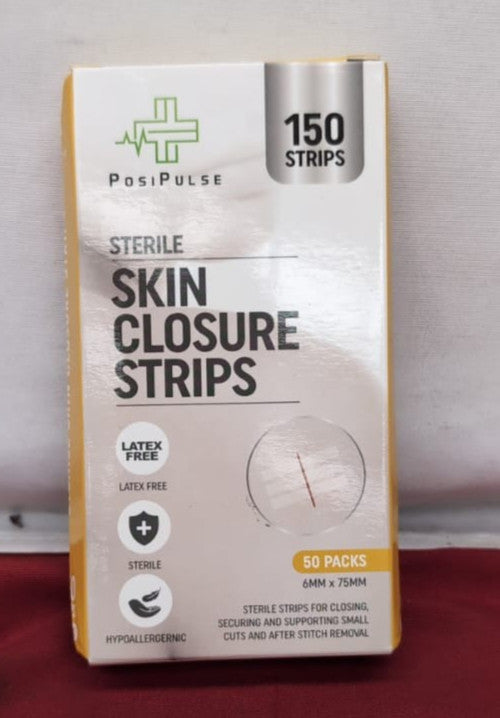 POSIPULSE
150
STRIPS
STERILE
SKIN
CLOSURE
STRIPS
LATEX
FREE
LATEX FREE
STERILE
HYPOALLERGERNIC
50 PACKS
6MM x 75MM
STERILE STRIPS FOR CLOSING,
SECURING AND SUPPORTING SMALL
CUTS AND AFTER STITCH REMOVAL